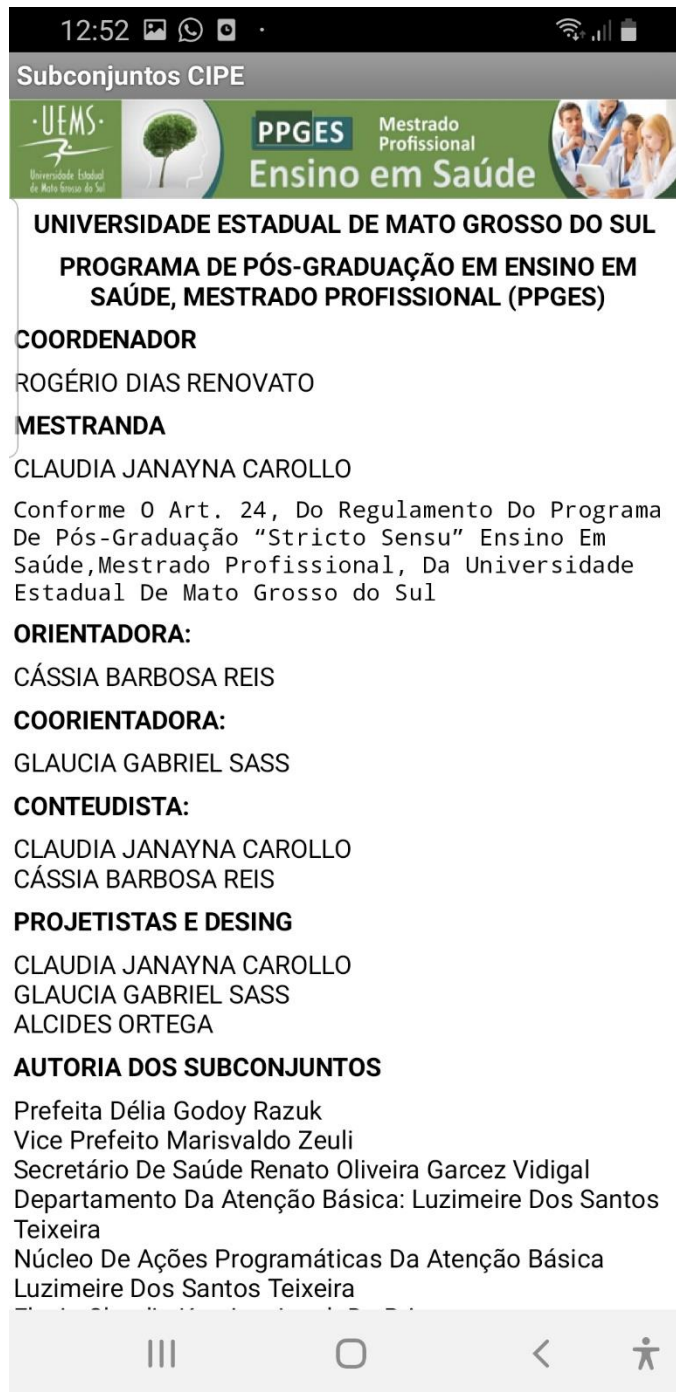 12:52
Subconjuntos CIPE
·UEMS·
Universidade Estadual
de Mato Grosso do Sul
PPGES Mestrado
Profissional
Ensino em Saúde
UNIVERSIDADE ESTADUAL DE MATO GROSSO DO SUL
PROGRAMA DE PÓS-GRADUAÇÃO EM ENSINO EM
SAÚDE, MESTRADO PROFISSIONAL (PPGES)
COORDENADOR
ROGÉRIO DIAS RENOVATO
MESTRANDA
CLAUDIA JANAYNA CAROLLO
Conforme O Art. 24, Do Regulamento Do Programa
De Pós-Graduação “Stricto Sensu” Ensino Em
Saúde,Mestrado Profissional, Da Universidade
Estadual De Mato Grosso do Sul
ORIENTADORA:
CÁSSIA BARBOSA REIS
COORIENTADORA:
GLAUCIA GABRIEL SASS
CONTEUDISTA:
CLAUDIA JANAYNA CAROLLO
CÁSSIA BARBOSA REIS
PROJETISTAS E DESING
CLAUDIA JANAYNA CAROLLO
GLAUCIA GABRIEL SASS
ALCIDES ORTEGA
AUTORIA DOS SUBCONJUNTOS
Prefeita Délia Godoy Razuk
Vice Prefeito Marisvaldo Zeuli
Secretário De Saúde Renato Oliveira Garcez Vidigal
Departamento Da Atenção Básica: Luzimeire Dos Santos
Teixeira
Núcleo De Ações Programáticas Da Atenção Básica
Luzimeire Dos Santos Teixeira